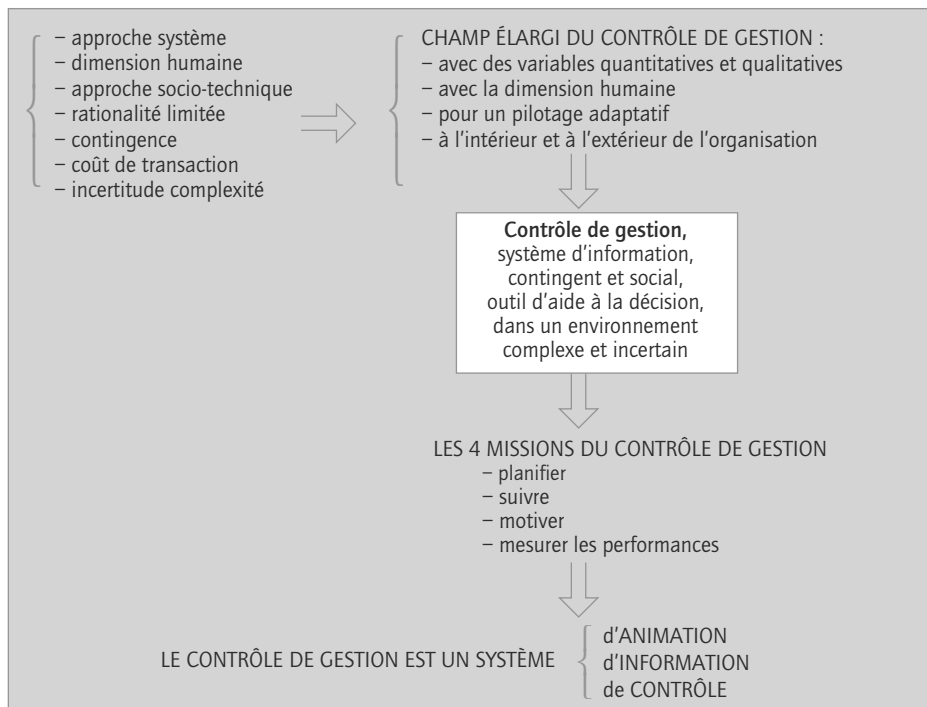 – approche système
– dimension humaine
– approche socio-technique
– rationalité limitée
– contingence
– coût de transaction
– incertitude complexité
CHAMP ÉLARGI DU CONTRÔLE DE GESTION :
– avec des variables quantitatives et qualitatives
– avec la dimension humaine
– pour un pilotage adaptatif
– à l'intérieur et à l'extérieur de l'organisation
Contrôle de gestion,
système d'information,
contingent et social,
outil d'aide à la décision,
dans un environnement
complexe et incertain
LES 4 MISSIONS DU CONTRÔLE DE GESTION
– planifier
– suivre
– motiver
– mesurer les performances
LE CONTRÔLE DE GESTION EST UN SYSTÈME
d'ANIMATION
d'INFORMATION
de CONTRÔLE